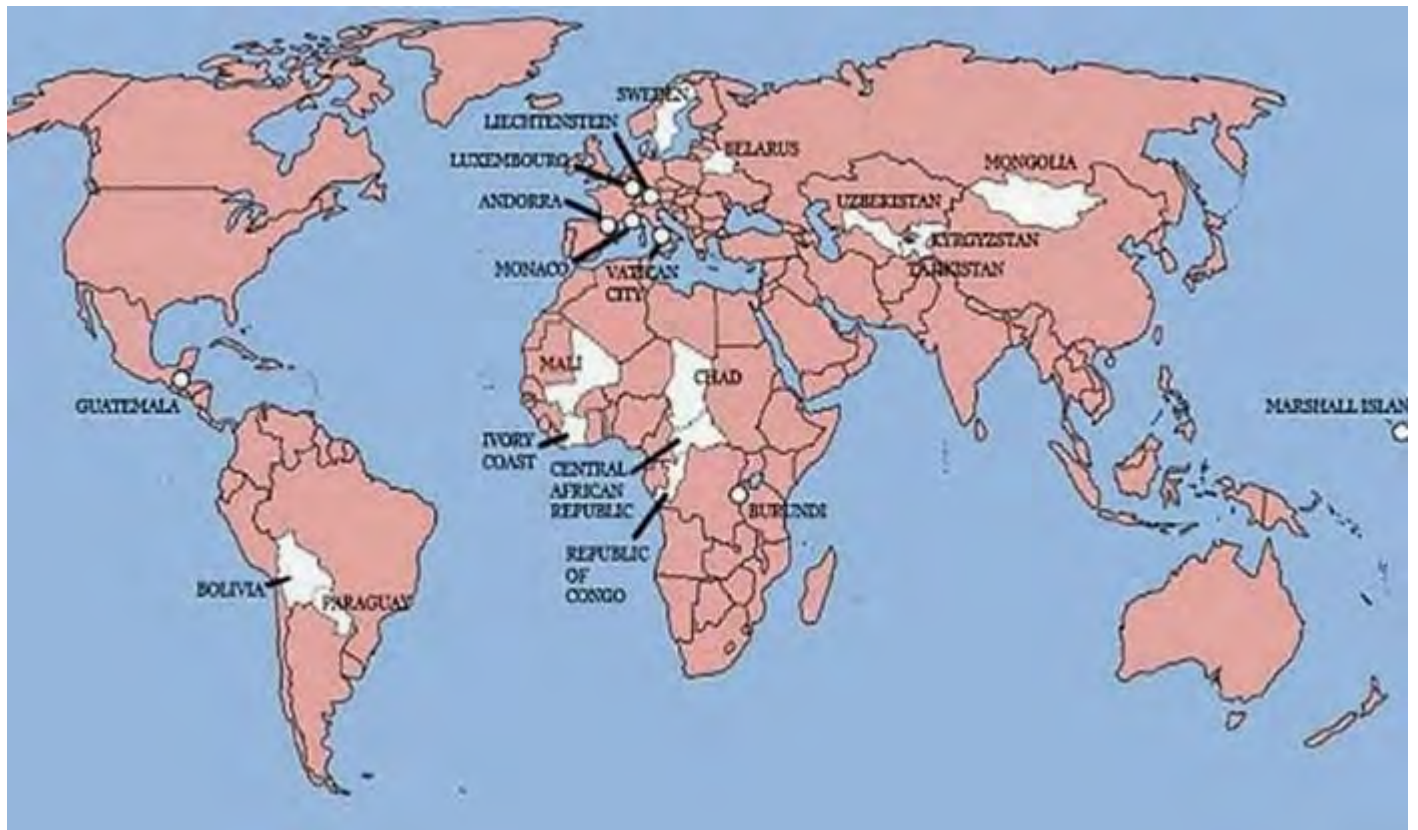 SWEDEN
LIECHTENSTEIN
LUXEMBOURG
BELARUS
MONGOLIA
ANDORRA
UZBEKISTAN
KYRGYZSTAN
MONACO
VATICAN
CITY
TAJIKISTAN
MALI
CHAD
GUATEMALA
MARSHALL ISLAN
IVORY
COAST
CENTRAL
AFRICAN
REPUBLIC
BURUNDI
REPUBLIC
OF
CONGO
BOLIVIA
PARAGUAY